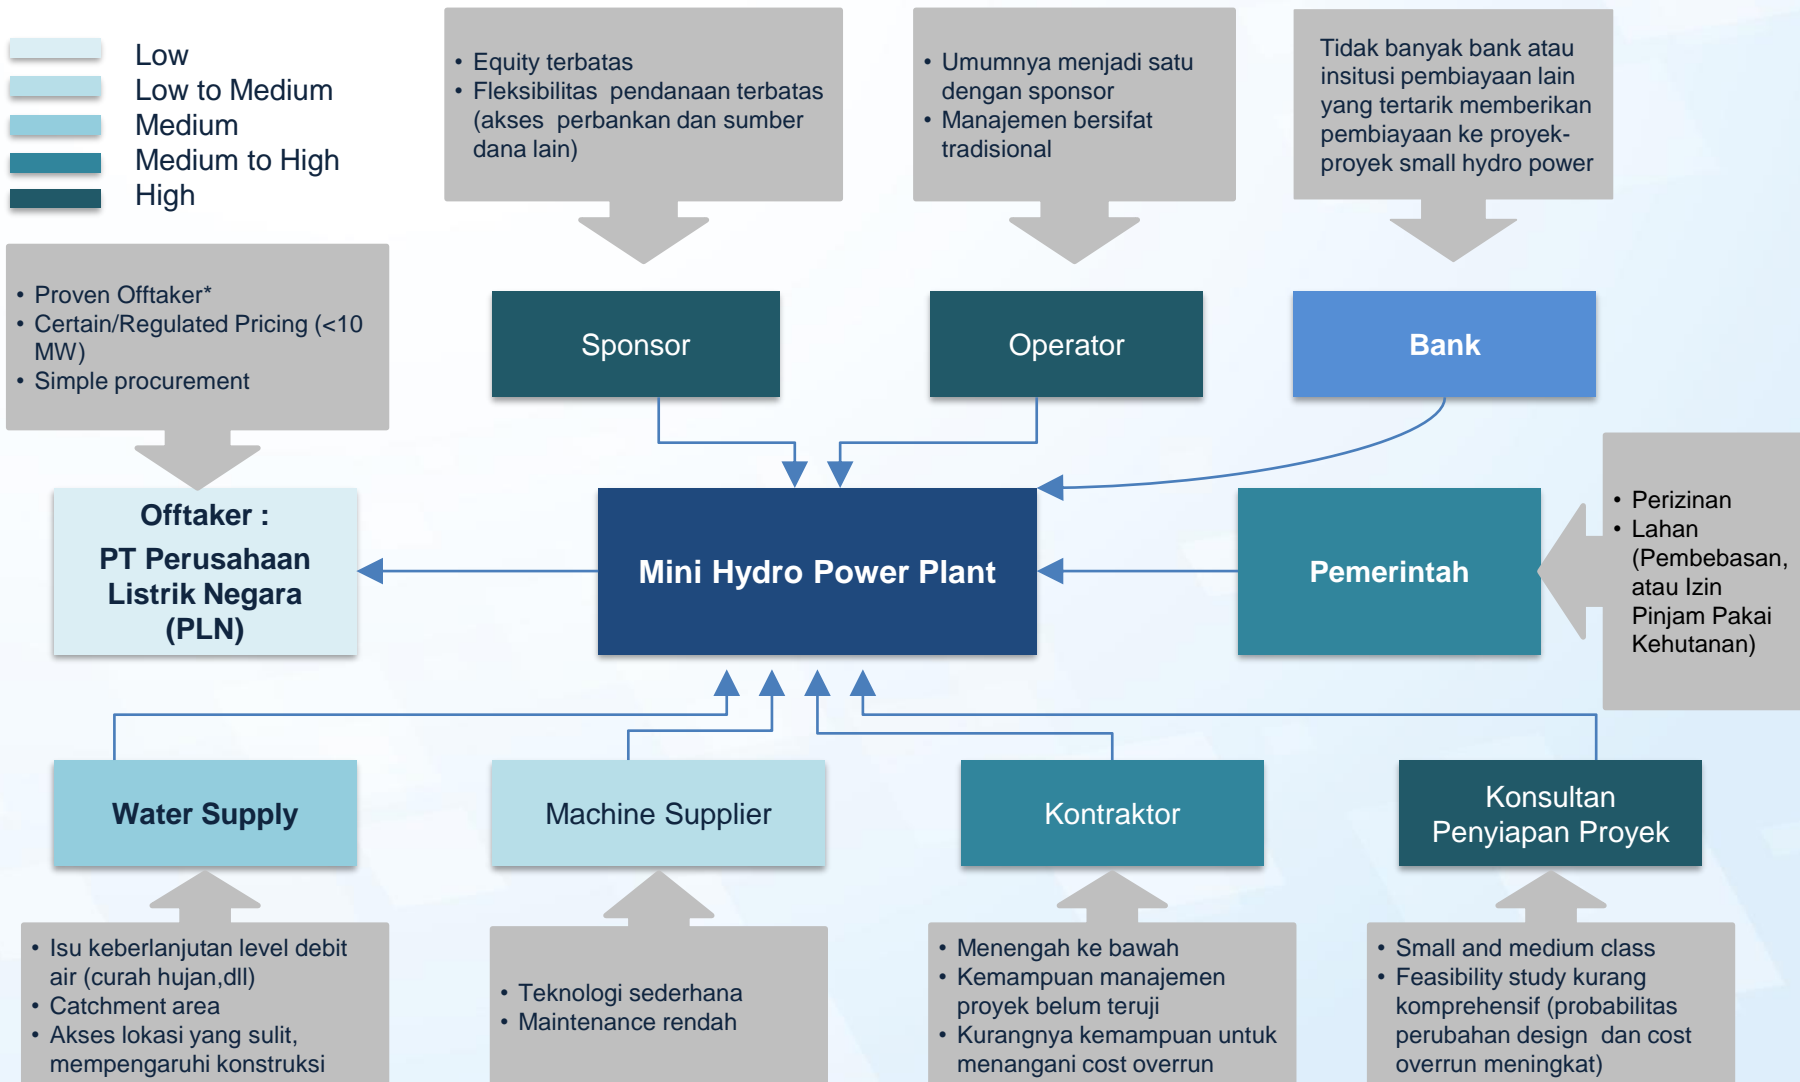 Low
Low to Medium
Medium
Medium to High
High
• Equity terbatas
• Fleksibilitas pendanaan terbatas
(akses perbankan dan sumber
dana lain)
• Umumnya menjadi satu
dengan sponsor
• Manajemen bersifat
tradisional
Tidak banyak bank atau
insitusi pembiayaan lain
yang tertarik memberikan
pembiayaan ke proyek-
proyek small hydro power
• Proven Offtaker*
• Certain/Regulated Pricing (<10
MW)
• Simple procurement
Sponsor
Operator
Bank
Offtaker :
PT Perusahaan
Listrik Negara
(PLN)
Mini Hydro Power Plant
Pemerintah
• Perizinan
• Lahan
(Pembebasan,
atau Izin
Pinjam Pakai
Kehutanan)
Water Supply
Machine Supplier
Kontraktor
Konsultan
Penyiapan Proyek
• Isu keberlanjutan level debit
air (curah hujan,dll)
• Catchment area
• Akses lokasi yang sulit,
mempengaruhi konstruksi
• Teknologi sederhana
• Maintenance rendah
• Menengah ke bawah
• Kemampuan manajemen
proyek belum teruji
• Kurangnya kemampuan untuk
menangani cost overrun
• Small and medium class
• Feasibility study kurang
komprehensif (probabilitas
perubahan design dan cost
overrun meningkat)